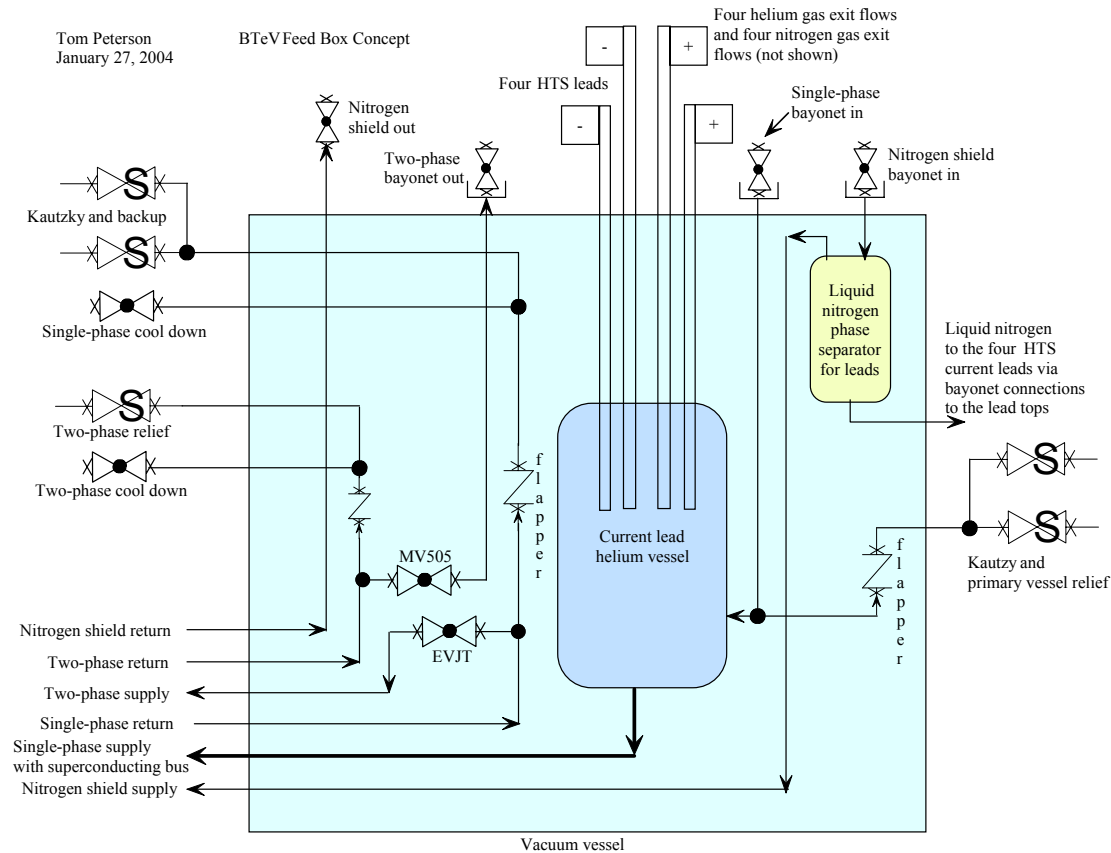 Tom Peterson
January 27, 2004
BTeV Feed Box Concept
Four helium gas exit flows
and four nitrogen gas exit
flows (not shown)
-
+
Four HTS leads
-
+
Single-phase
bayonet in
Nitrogen
shield out
Two-phase
bayonet out
Nitrogen shield
bayonet in
S
Kautzky and backup
S
Single-phase cool down
Liquid
nitrogen
phase
separator
for leads
Liquid nitrogen
to the four HTS
current leads via
bayonet connections
to the lead tops
S
Two-phase relief
Two-phase cool down
flapper
Current lead
helium vessel
S
S
Kautzy and
primary vessel relief
flapper
MV505
EVJT
Nitrogen shield return
Two-phase return
Two-phase supply
Single-phase return
Single-phase supply
with superconducting bus
Nitrogen shield supply
Vacuum vessel